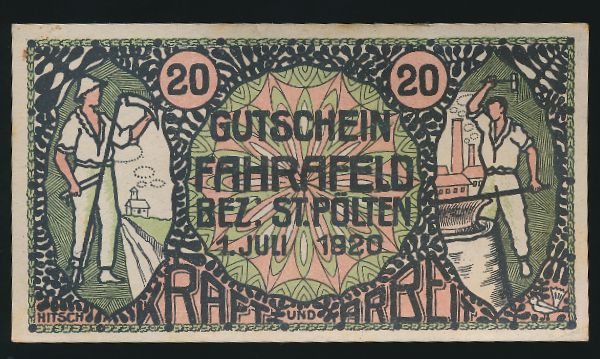 20 20
GUTSCHEIN
FAHRAFELD
BEZ. ST. PÖLTEN
1. JULI 1920
KRAFT UND ARBEIT
HITSCH